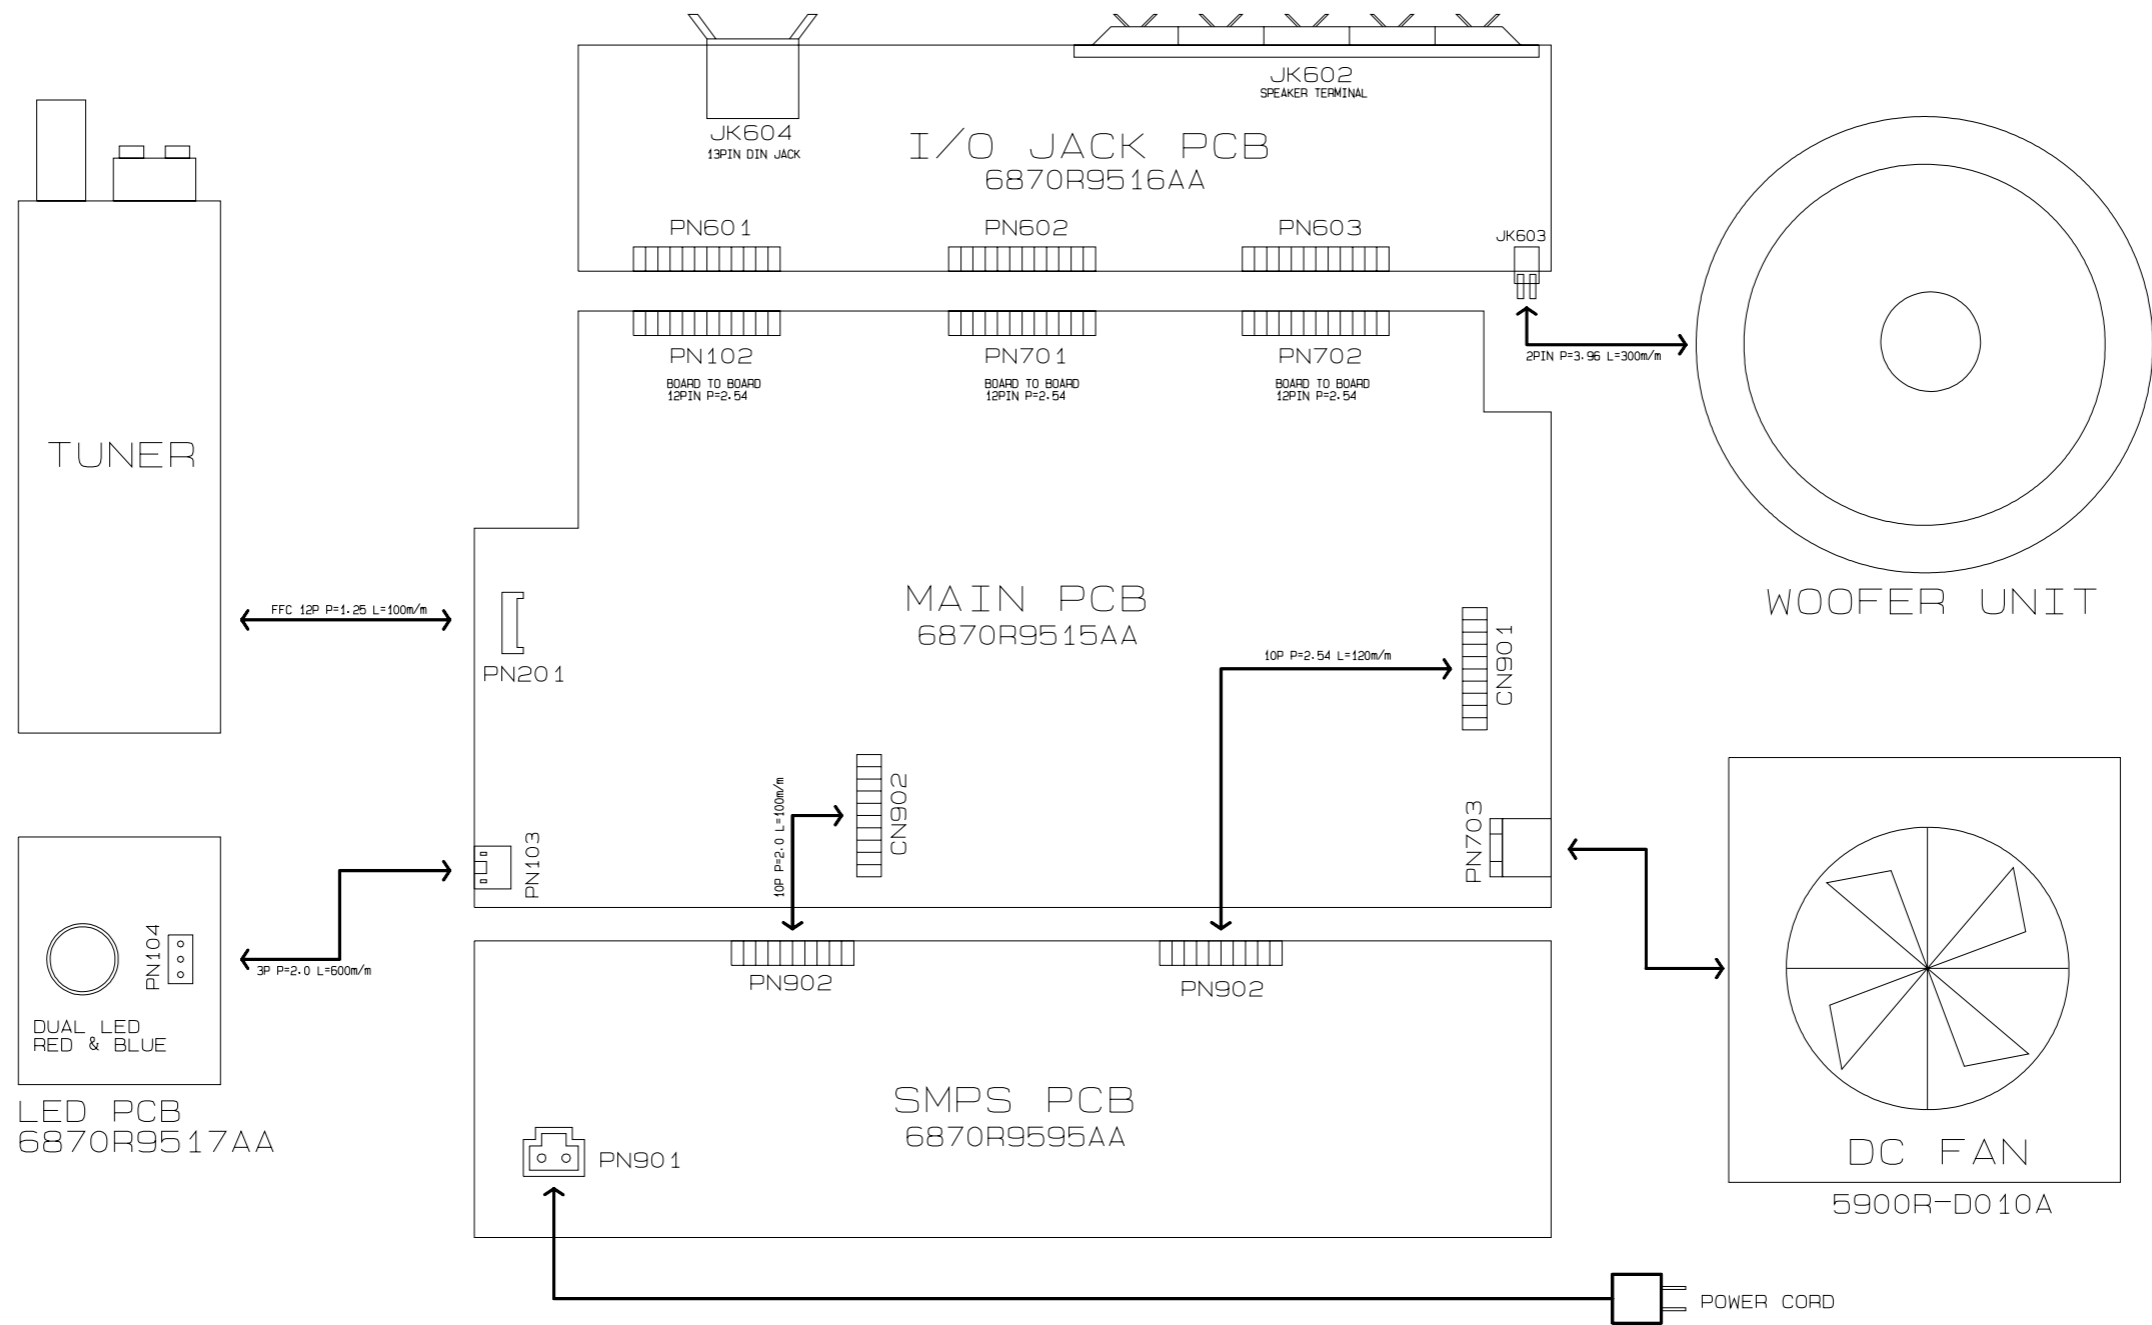 JK602
SPEAKER TERMINAL
JK604
13PIN DIN JACK
I/O JACK PCB
6870R9516AA
PN601
PN602
PN603
JK603
PN102
BOARD TO BOARD
12PIN P=2.54
PN701
BOARD TO BOARD
12PIN P=2.54
PN702
BOARD TO BOARD
12PIN P=2.54
2PIN P=3.96 L=300m/m
TUNER
WOOFER UNIT
FFC 12P P=1.25 L=100m/m
PN201
MAIN PCB
6870R9515AA
10P P=2.54 L=120m/m
CN901
10P P=2.0 L=100m/m
CN902
PN703
PN103
PN104
3P P=2.0 L=600m/m
DUAL LED
RED & BLUE
LED PCB
6870R9517AA
PN902
PN902
SMPS PCB
6870R9595AA
PN901
DC FAN
5900R-D010A
POWER CORD